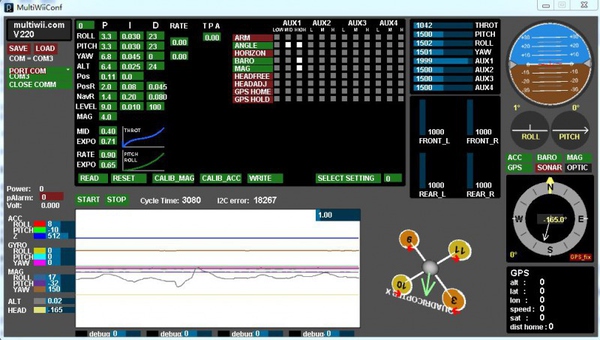 MultiWiiConf
multiwii.com
V220
SAVE LOAD
COM = COM3
PORT COM
COM3
CLOSE COMM
0 P I D RATE T P A
ROLL 3.3 0.030 23 0.00
PITCH 3.3 0.030 23 0.00
YAW 6.8 0.045 0 0.00
ALT 6.4 0.025 24
Pos 0.11 0.0
PosR 2.0 0.08 0.045
NavR 1.4 0.20 0.080
LEVEL 9.0 0.010 100
MAG 4.0
MID 0.40 THROT
EXPO 0.71
RATE 0.90 PITCH
EXPO 0.65 ROLL
AUX1 AUX2 AUX3 AUX4
LOW MID HIGH L M H L M H L M H
ARM
ANGLE
HORIZON
BARO
MAG
HEADFREE
HEADADJ
GPS HOME
GPS HOLD
READ RESET CALIB_MAG CALIB_ACC WRITE SELECT SETTING 0
1042 THROT
1500 PITCH
1502 ROLL
1501 YAW
1999 AUX1
1500 AUX2
1500 AUX3
1500 AUX4
1000 1000
FRONT_L FRONT_R
1000 1000
REAR_L REAR_R
1° 0°
ROLL PITCH
ACC BARO MAG
GPS SONAR OPTIC
N
W E
S
-165.0°
0° GPS_fix
GPS
alt : 0
lat : 0
lon : 0
speed : 0
sat : 0
dist home : 0
Power: 0
pAlarm: 0
Volt: 0.000
START STOP Cycle Time: 3080 I2C error: 18267
1.00
ACC
ROLL 8
PITCH -10
Z 512
GYRO
ROLL 0
PITCH 0
YAW 0
MAG
ROLL 17
PITCH -32
YAW 150
ALT 0.02
HEAD -165
debug 0 debug 0 debug 0 debug 0
9 11
10 3
QUADRICOPTER X